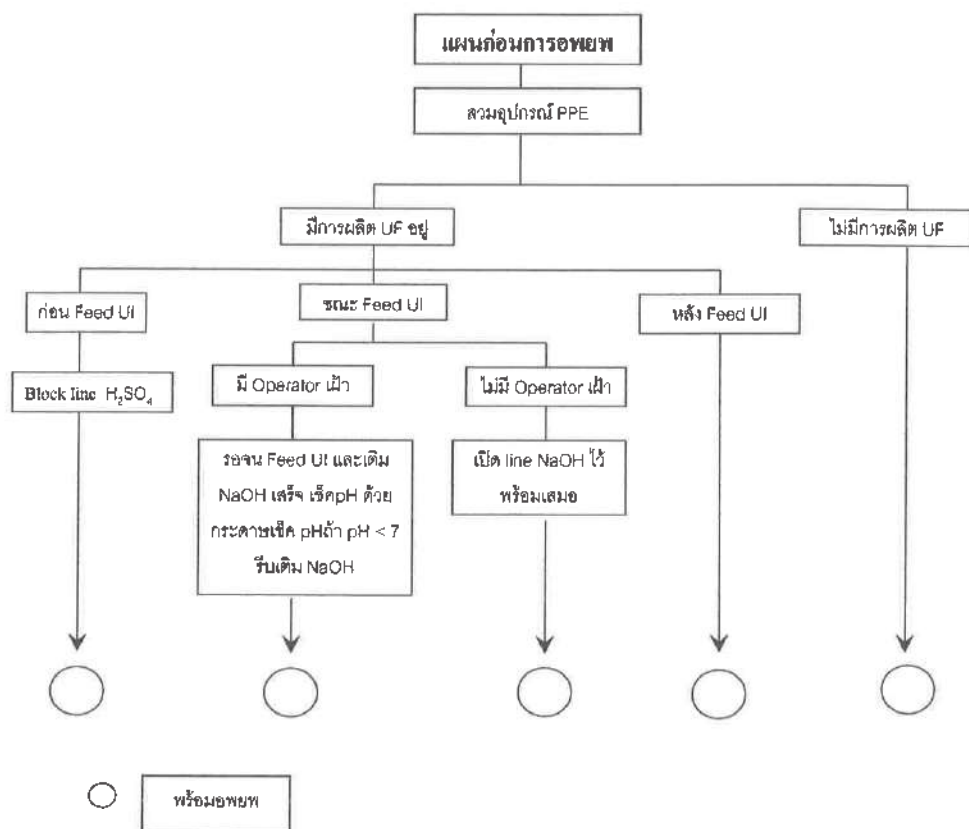 แผนก่อนการอพยพ
สวมอุปกรณ์ PPE
มีการผลิต UF อยู่
ไม่มีการผลิต UF
ก่อน Feed UI
ขณะ Feed UI
หลัง Feed UI
Block line H₂SO₄
มี Operator เฝ้า
ไม่มี Operator เฝ้า
รอจน Feed UI และเติม
NaOH เสร็จ เช็คpH ด้วย
กระดาษเช็ค pHถ้า pH < 7
รีบเติม NaOH
เปิด line NaOH ไว้
พร้อมเสมอ
พร้อมอพยพ